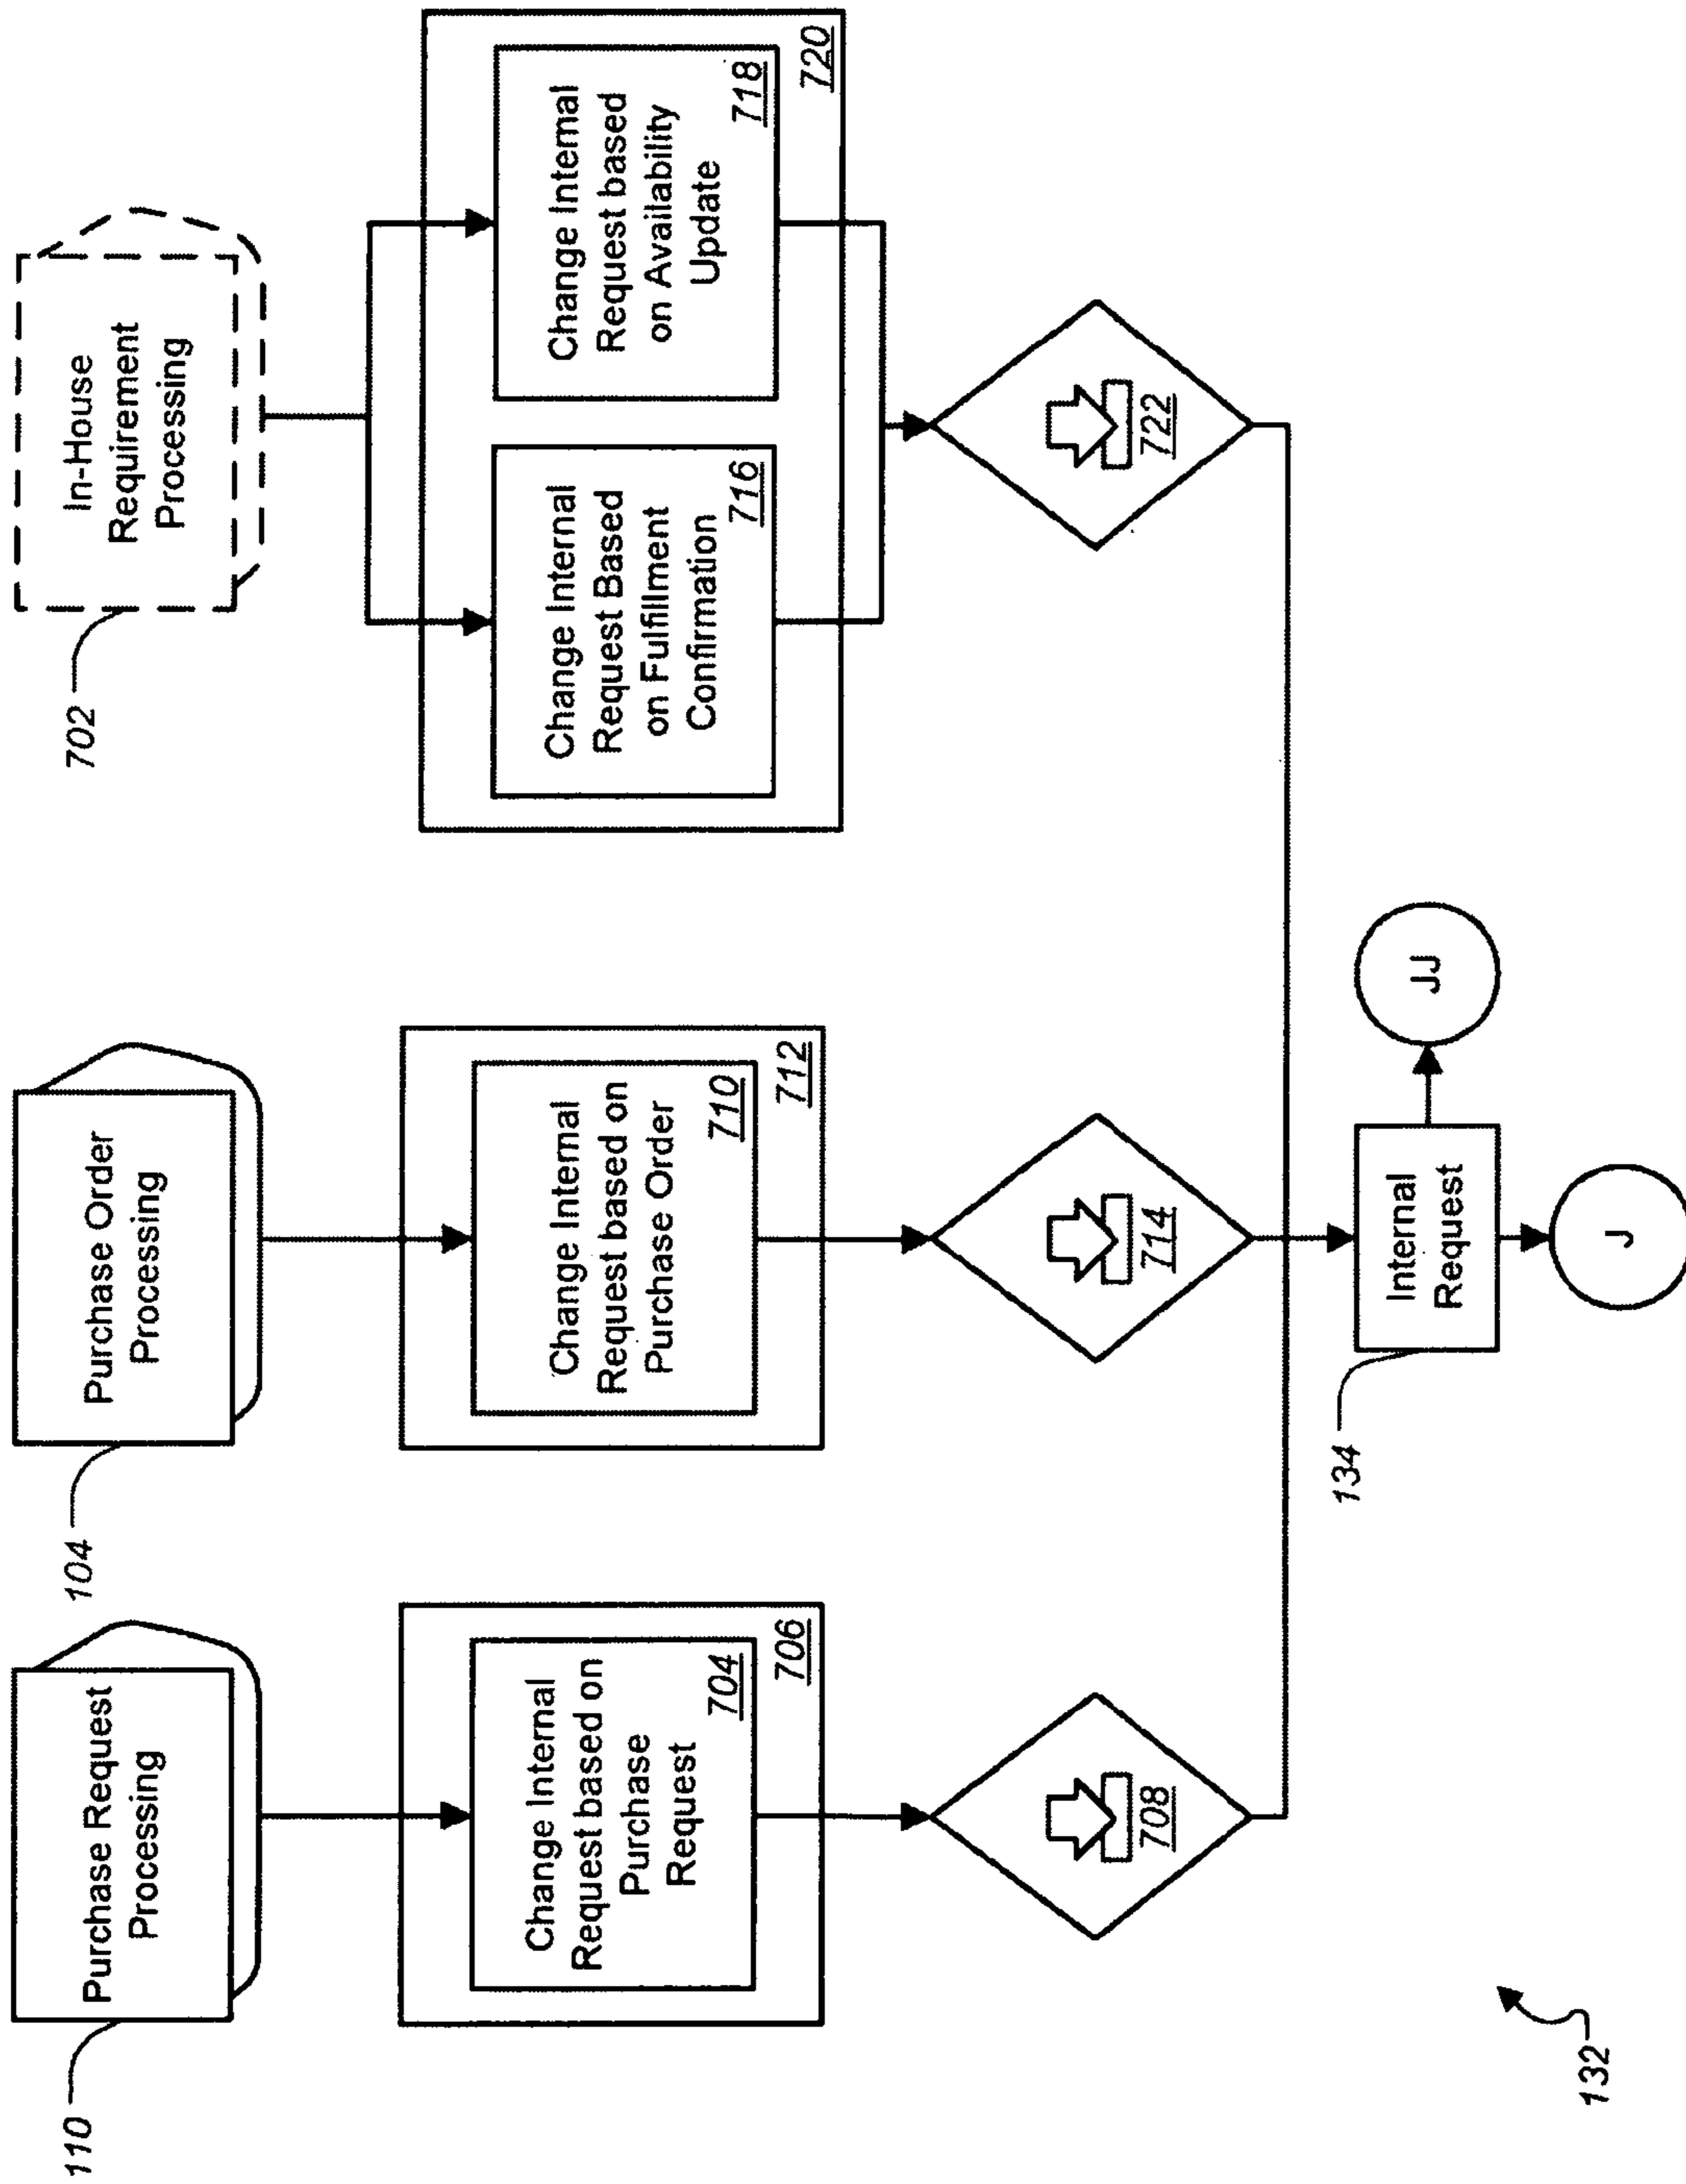 110
Purchase Request
Processing
104
Purchase Order
Processing
702
In-House
Requirement
Processing
Change Internal
Request based on
Purchase
Request
704
706
Change Internal
Request based on
Purchase Order
710
712
Change Internal
Request Based
on Fulfillment
Confirmation
716
Change Internal
Request based
on Availability
Update
718
720
708
714
722
134
Internal
Request
JJ
J
132